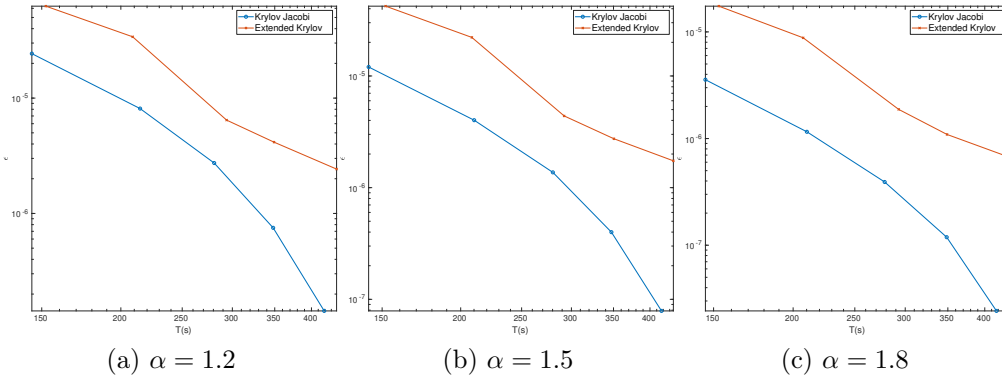 Krylov Jacobi
Extended Krylov
10^-5
10^-6
ϵ
150 200 250 300 350 400
T(s)
(a) α = 1.2
Krylov Jacobi
Extended Krylov
10^-5
10^-6
10^-7
ϵ
150 200 250 300 350 400
T(s)
(b) α = 1.5
Krylov Jacobi
Extended Krylov
10^-5
10^-6
10^-7
ϵ
150 200 250 300 350 400
T(s)
(c) α = 1.8